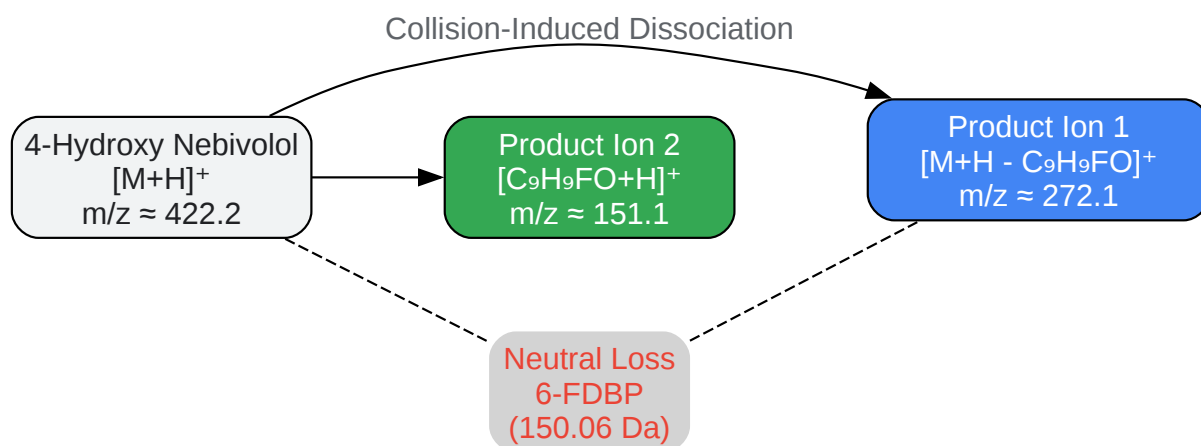 Collision-Induced Dissociation
4-Hydroxy Nebivolol
[M+H]⁺
m/z ≈ 422.2
Product Ion 2
[C₉H₉FO+H]⁺
m/z ≈ 151.1
Product Ion 1
[M+H - C₉H₉FO]⁺
m/z ≈ 272.1
Neutral Loss
6-FDBP
(150.06 Da)